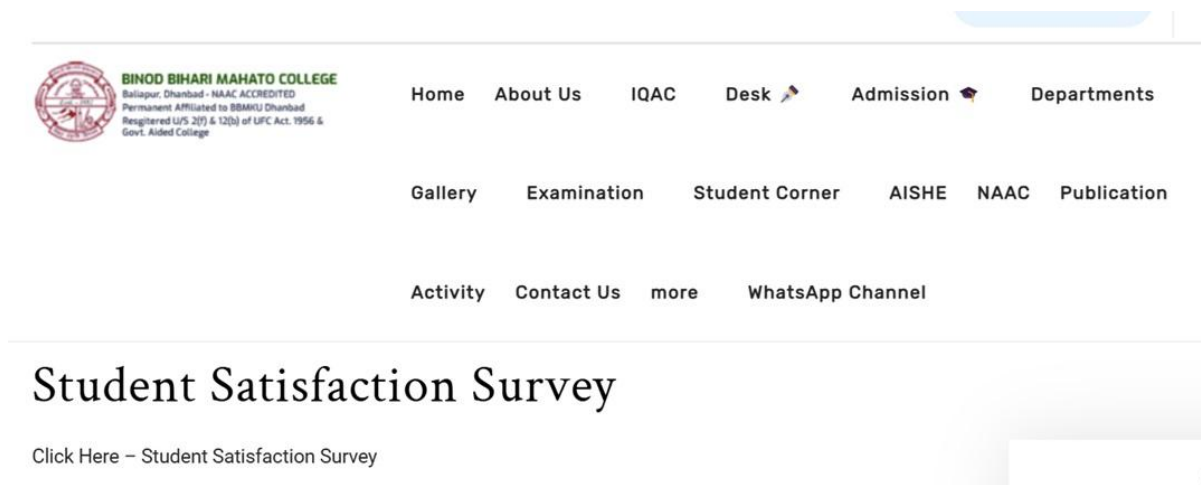 BINOD BIHARI MAHATO COLLEGE
Baliapur, Dhanbad - NAAC ACCREDITED
Permanent Affiliated to BBMKU Dhanbad
Resgitered U/S 2(f) & 12(b) of UFC Act. 1956 &
Govt. Aided College
Home About Us IQAC Desk Admission Departments
Gallery Examination Student Corner AISHE NAAC Publication
Activity Contact Us more WhatsApp Channel
Student Satisfaction Survey
Click Here – Student Satisfaction Survey